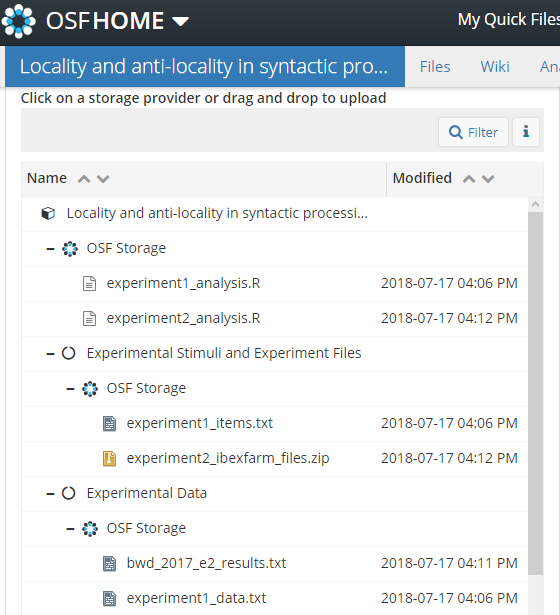 OSFHOME My Quick Files
Locality and anti-locality in syntactic pro... Files Wiki
Click on a storage provider or drag and drop to upload
Filter i
Name Modified
Locality and anti-locality in syntactic processi...
OSF Storage
experiment1_analysis.R 2018-07-17 04:06 PM
experiment2_analysis.R 2018-07-17 04:12 PM
Experimental Stimuli and Experiment Files
OSF Storage
experiment1_items.txt 2018-07-17 04:06 PM
experiment2_ibexfarm_files.zip 2018-07-17 04:12 PM
Experimental Data
OSF Storage
bwd_2017_e2_results.txt 2018-07-17 04:11 PM
experiment1_data.txt 2018-07-17 04:06 PM